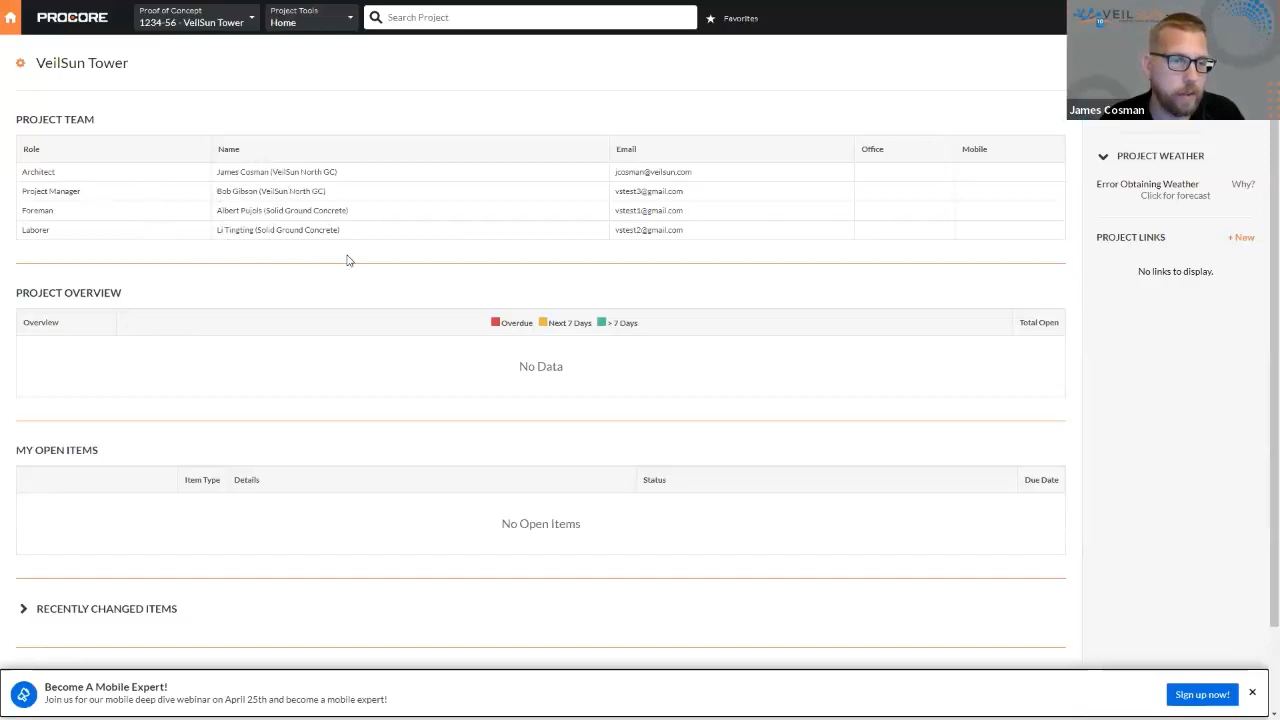 PROCORE
Proof of Concept
1234-56 - VeilSun Tower
Project Tools
Home
Search Project
Favorites
VEILSUN
10
James Cosman
VeilSun Tower
PROJECT TEAM
Role Name Email Office Mobile
Architect James Cosman (VeilSun North GC) jcosman@veilsun.com
Project Manager Bob Gibson (VeilSun North GC) vstest3@gmail.com
Foreman Albert Pujols (Solid Ground Concrete) vstest1@gmail.com
Laborer Li Tingting (Solid Ground Concrete) vstest2@gmail.com
PROJECT OVERVIEW
Overview Overdue Next 7 Days > 7 Days Total Open
No Data
MY OPEN ITEMS
Item Type Details Status Due Date
No Open Items
RECENTLY CHANGED ITEMS
PROJECT WEATHER
Error Obtaining Weather Why?
Click for forecast
PROJECT LINKS + New
No links to display.
Become A Mobile Expert!
Join us for our mobile deep dive webinar on April 25th and become a mobile expert!
Sign up now!